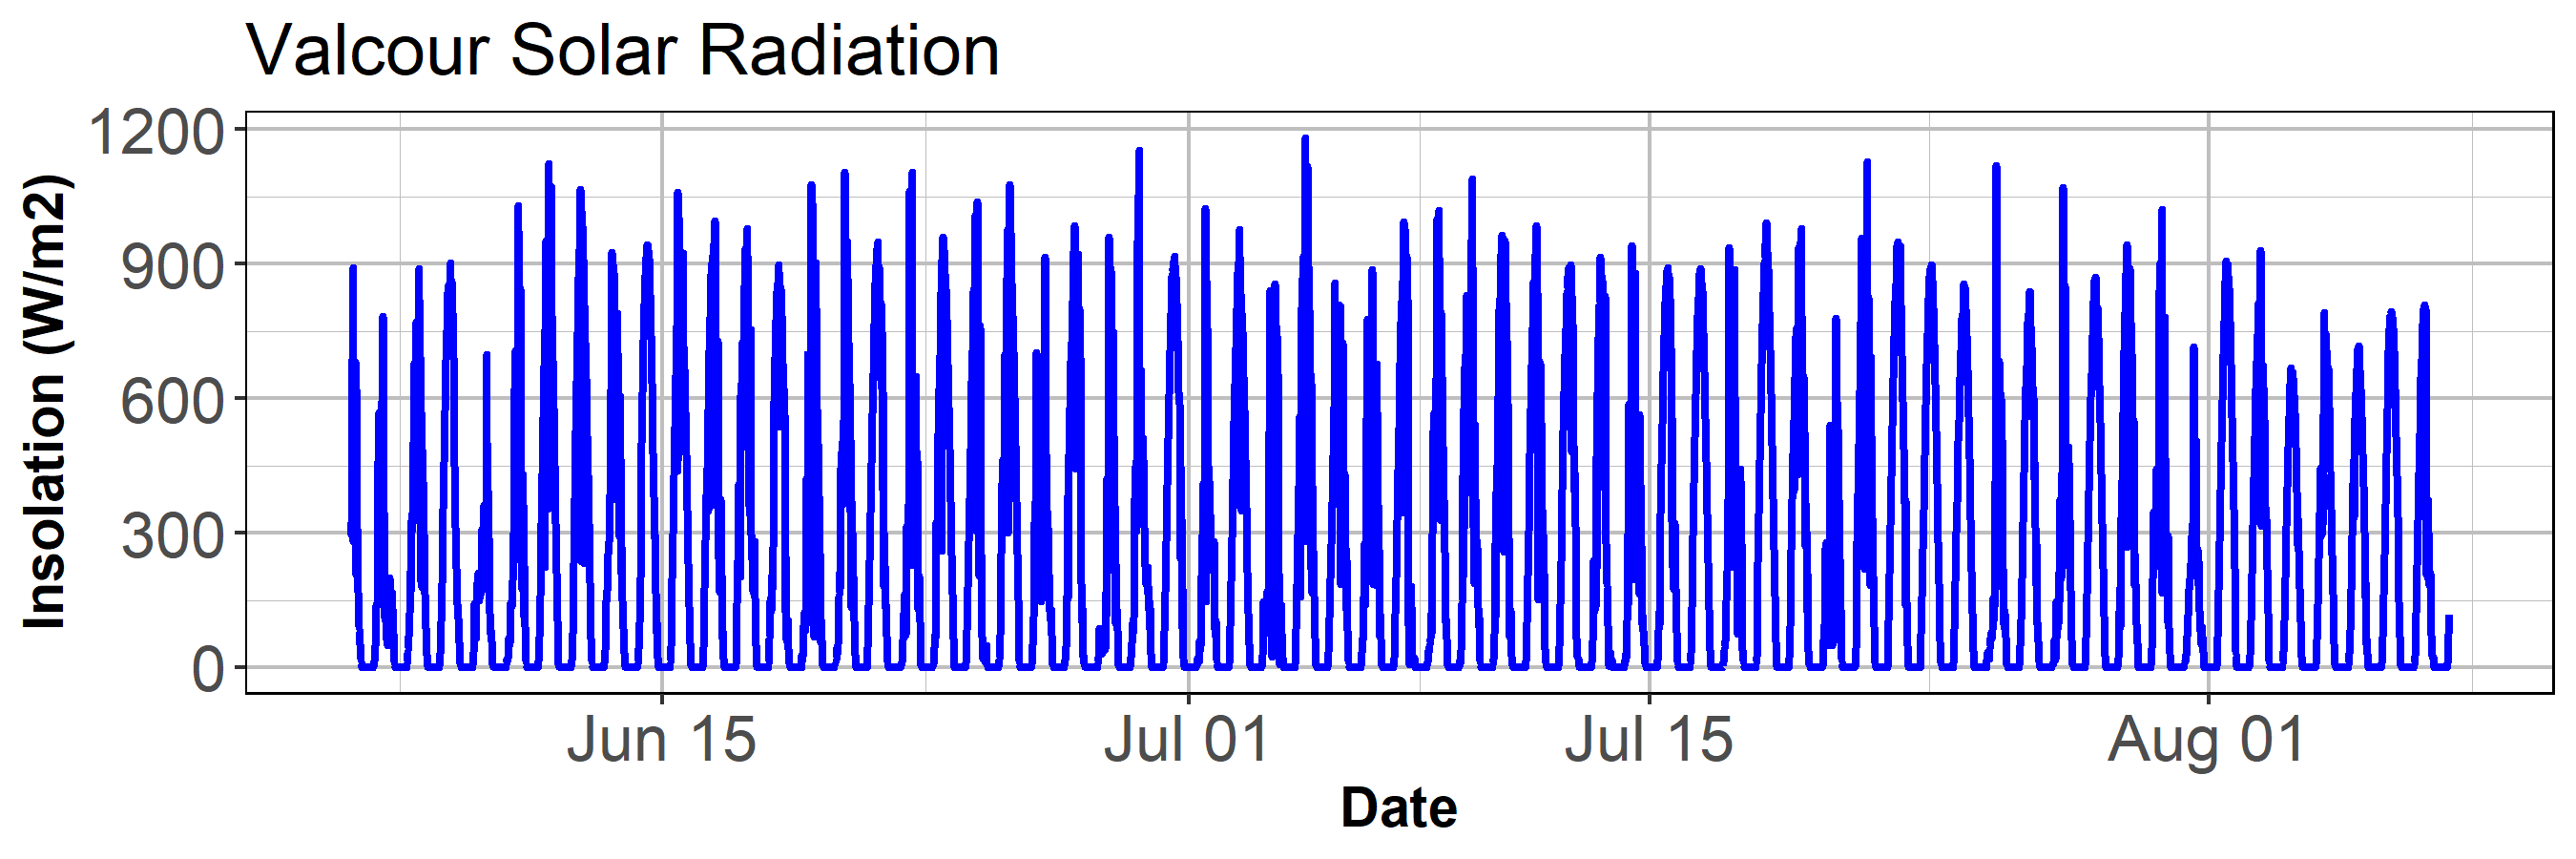 Valcour Solar Radiation
1200
900
600
300
0
Insolation (W/m2)
Jun 15
Jul 01
Jul 15
Aug 01
Date